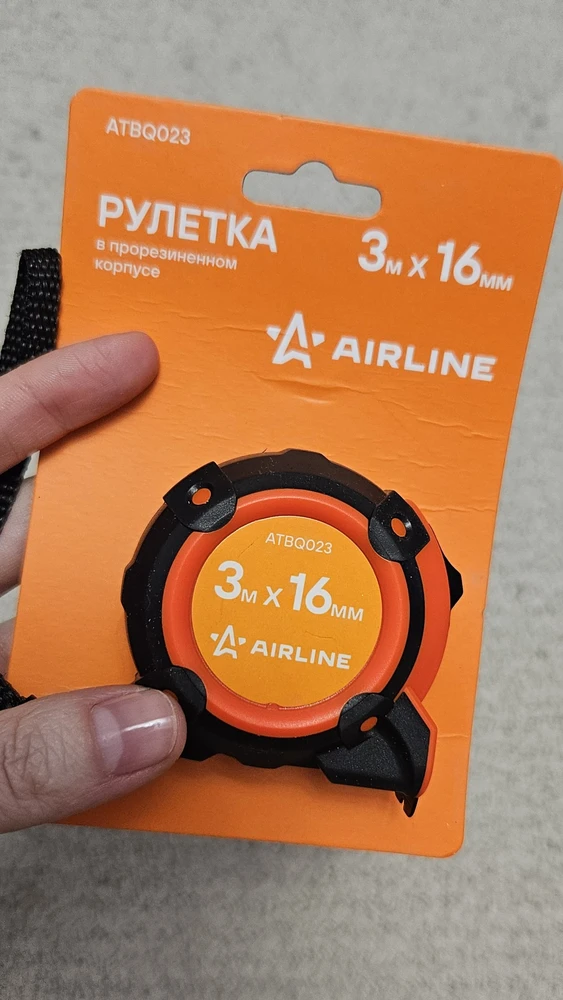 ATBQ023
РУЛЕТКА
в прорезиненном
корпусе
3м х 16мм
AIRLINE
ATBQ023
3м х 16мм
AIRLINE